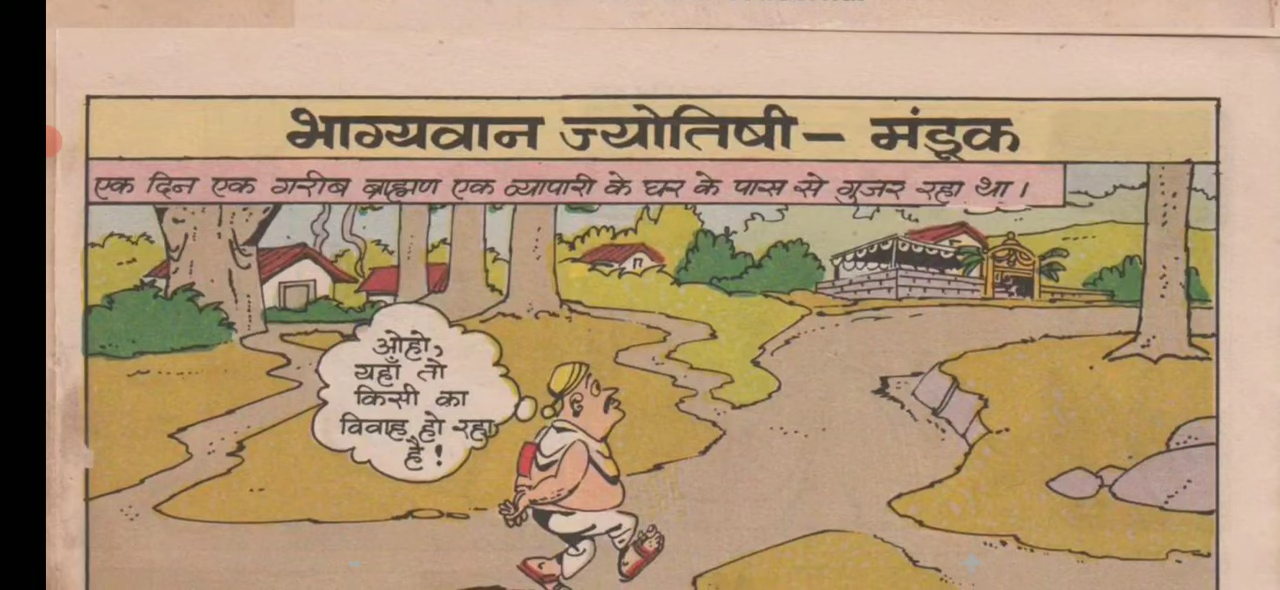 भाग्यवान ज्योतिषी – मंडूक
एक दिन एक गरीब ब्राह्मण एक व्यापारी के घर के पास से गुजर रहा था।
ओहो,
यहाँ तो
किसी का
विवाह हो रहा
है!